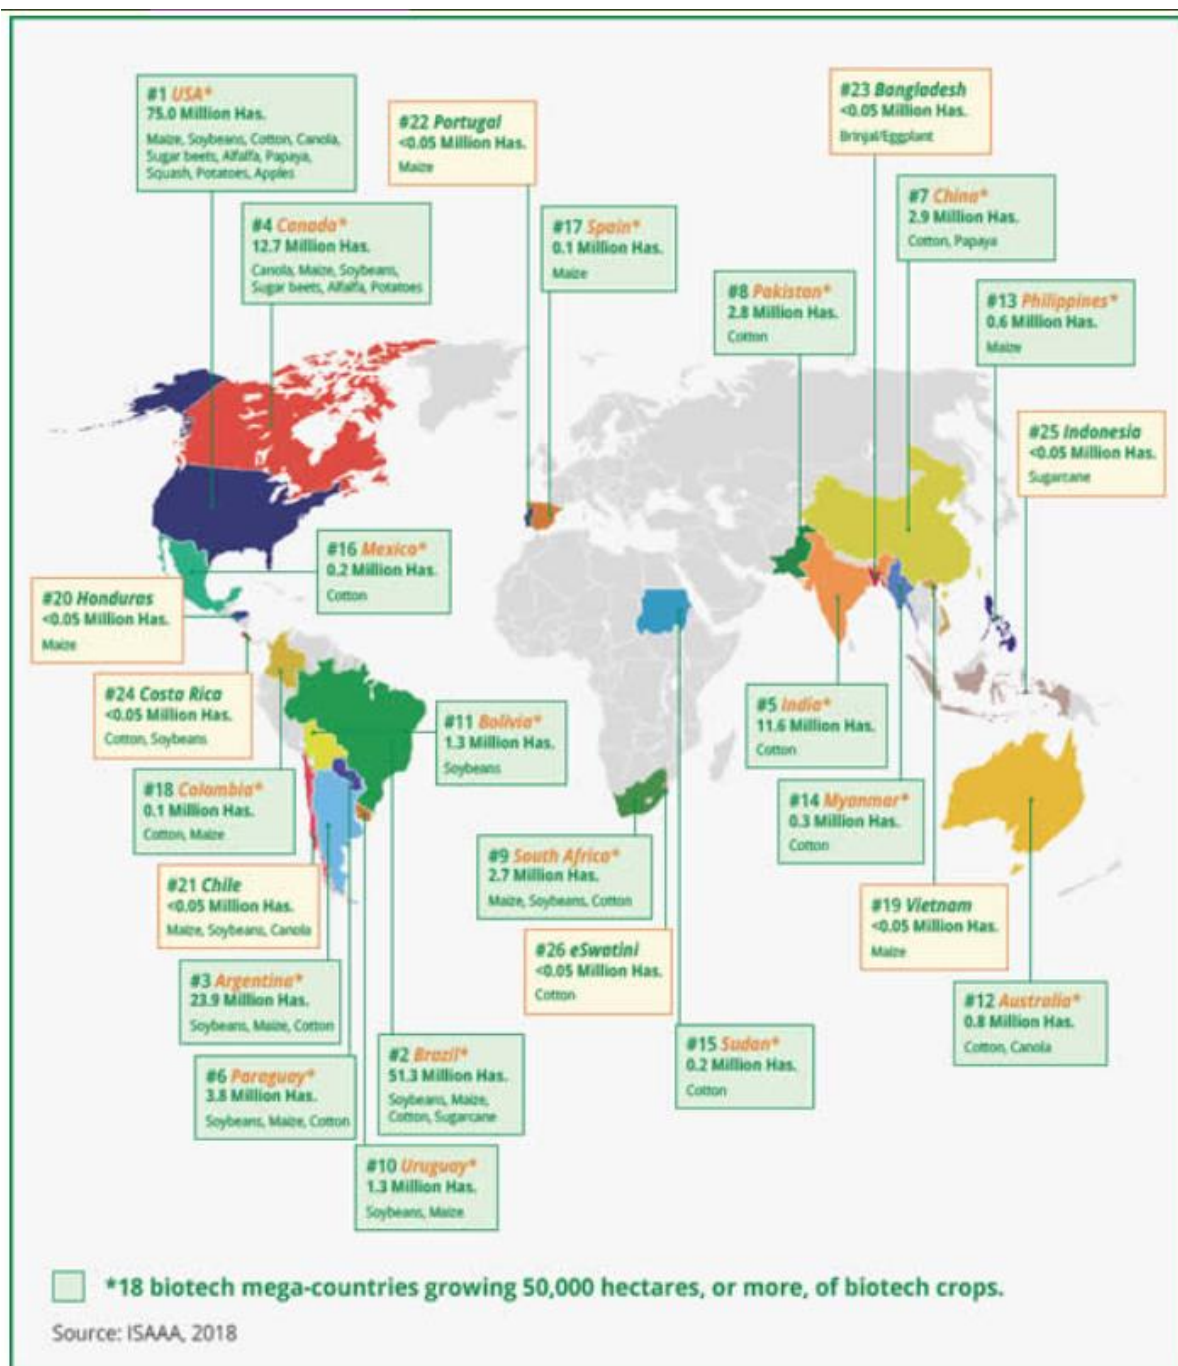 #1 USA*
75.0 Million Has.
Maize, Soybeans, Cotton, Canola,
Sugar beets, Alfalfa, Papaya,
Squash, Potatoes, Apples
#22 Portugal
<0.05 Million Has.
Maize
#23 Bangladesh
<0.05 Million Has.
Brinjal/Eggplant
#4 Canada*
12.7 Million Has.
Canola, Maize, Soybeans,
Sugar beets, Alfalfa, Potatoes
#17 Spain*
0.1 Million Has.
Maize
#7 China*
2.9 Million Has.
Cotton, Papaya
#8 Pakistan*
2.8 Million Has.
Cotton
#13 Philippines*
0.6 Million Has.
Maize
#25 Indonesia
<0.05 Million Has.
Sugarcane
#16 Mexico*
0.2 Million Has.
Cotton
#20 Honduras
<0.05 Million Has.
Maize
#24 Costa Rica
<0.05 Million Has.
Cotton, Soybeans
#11 Bolivia*
1.3 Million Has.
Soybeans
#5 India*
11.6 Million Has.
Cotton
#18 Colombia*
0.1 Million Has.
Cotton, Maize
#14 Myanmar*
0.3 Million Has.
Cotton
#9 South Africa*
2.7 Million Has.
Maize, Soybeans, Cotton
#21 Chile
<0.05 Million Has.
Maize, Soybeans, Canola
#19 Vietnam
<0.05 Million Has.
Maize
#26 eSwatini
<0.05 Million Has.
Cotton
#3 Argentina*
23.9 Million Has.
Soybeans, Maize, Cotton
#12 Australia*
0.8 Million Has.
Cotton, Canola
#2 Brazil*
51.3 Million Has.
Soybeans, Maize,
Cotton, Sugarcane
#15 Sudan*
0.2 Million Has.
Cotton
#6 Paraguay*
3.8 Million Has.
Soybeans, Maize, Cotton
#10 Uruguay*
1.3 Million Has.
Soybeans, Maize
*18 biotech mega-countries growing 50,000 hectares, or more, of biotech crops.
Source: ISAAA, 2018